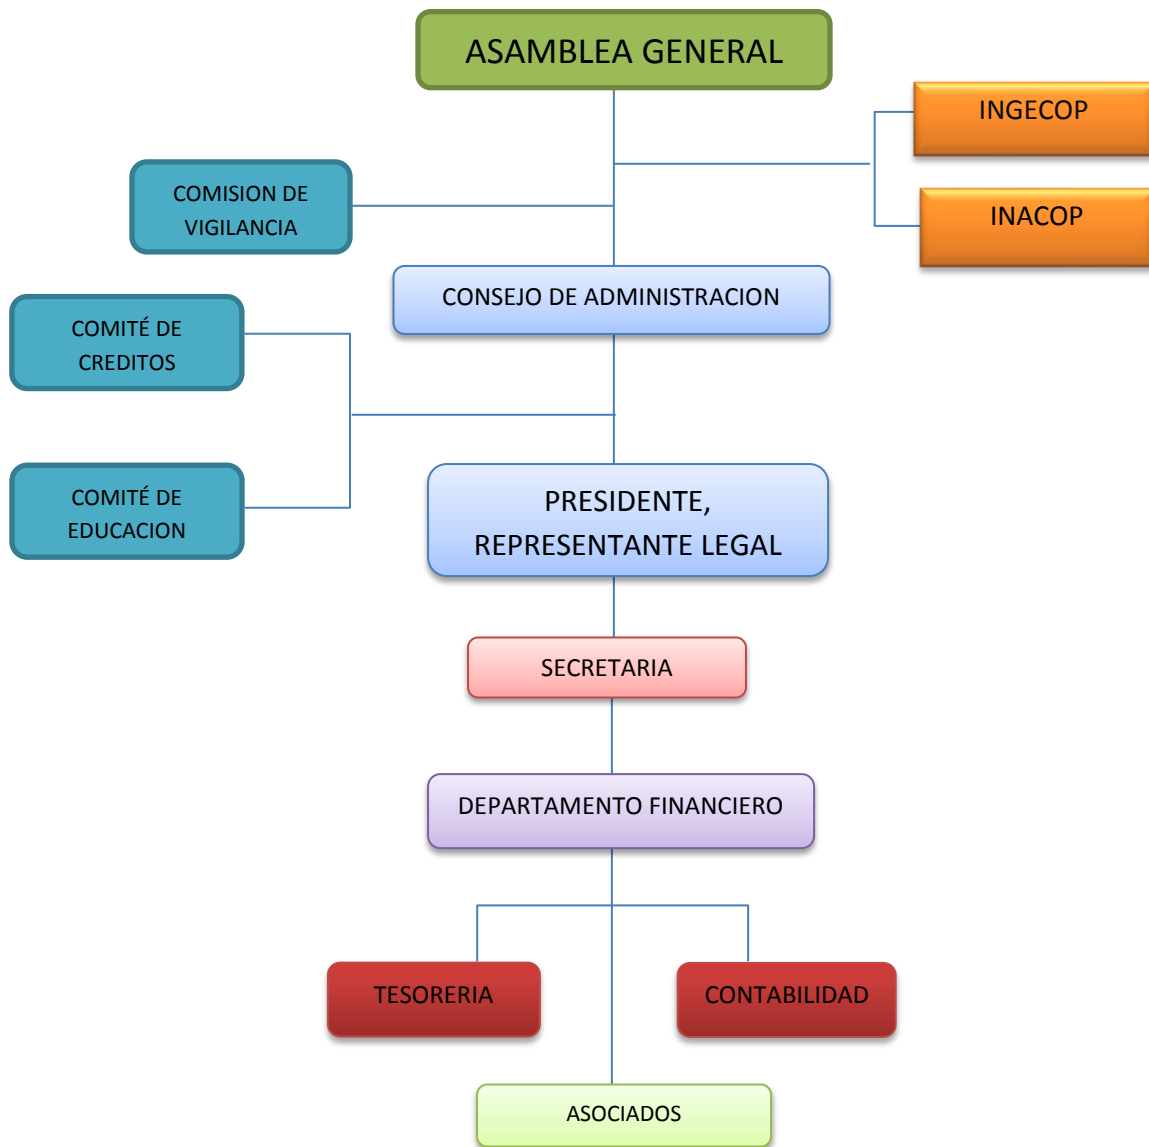 ASAMBLEA GENERAL
INGECOP
COMISION DE
VIGILANCIA
INACOP
CONSEJO DE ADMINISTRACION
COMITÉ DE
CREDITOS
COMITÉ DE
EDUCACION
PRESIDENTE,
REPRESENTANTE LEGAL
SECRETARIA
DEPARTAMENTO FINANCIERO
TESORERIA
CONTABILIDAD
ASOCIADOS